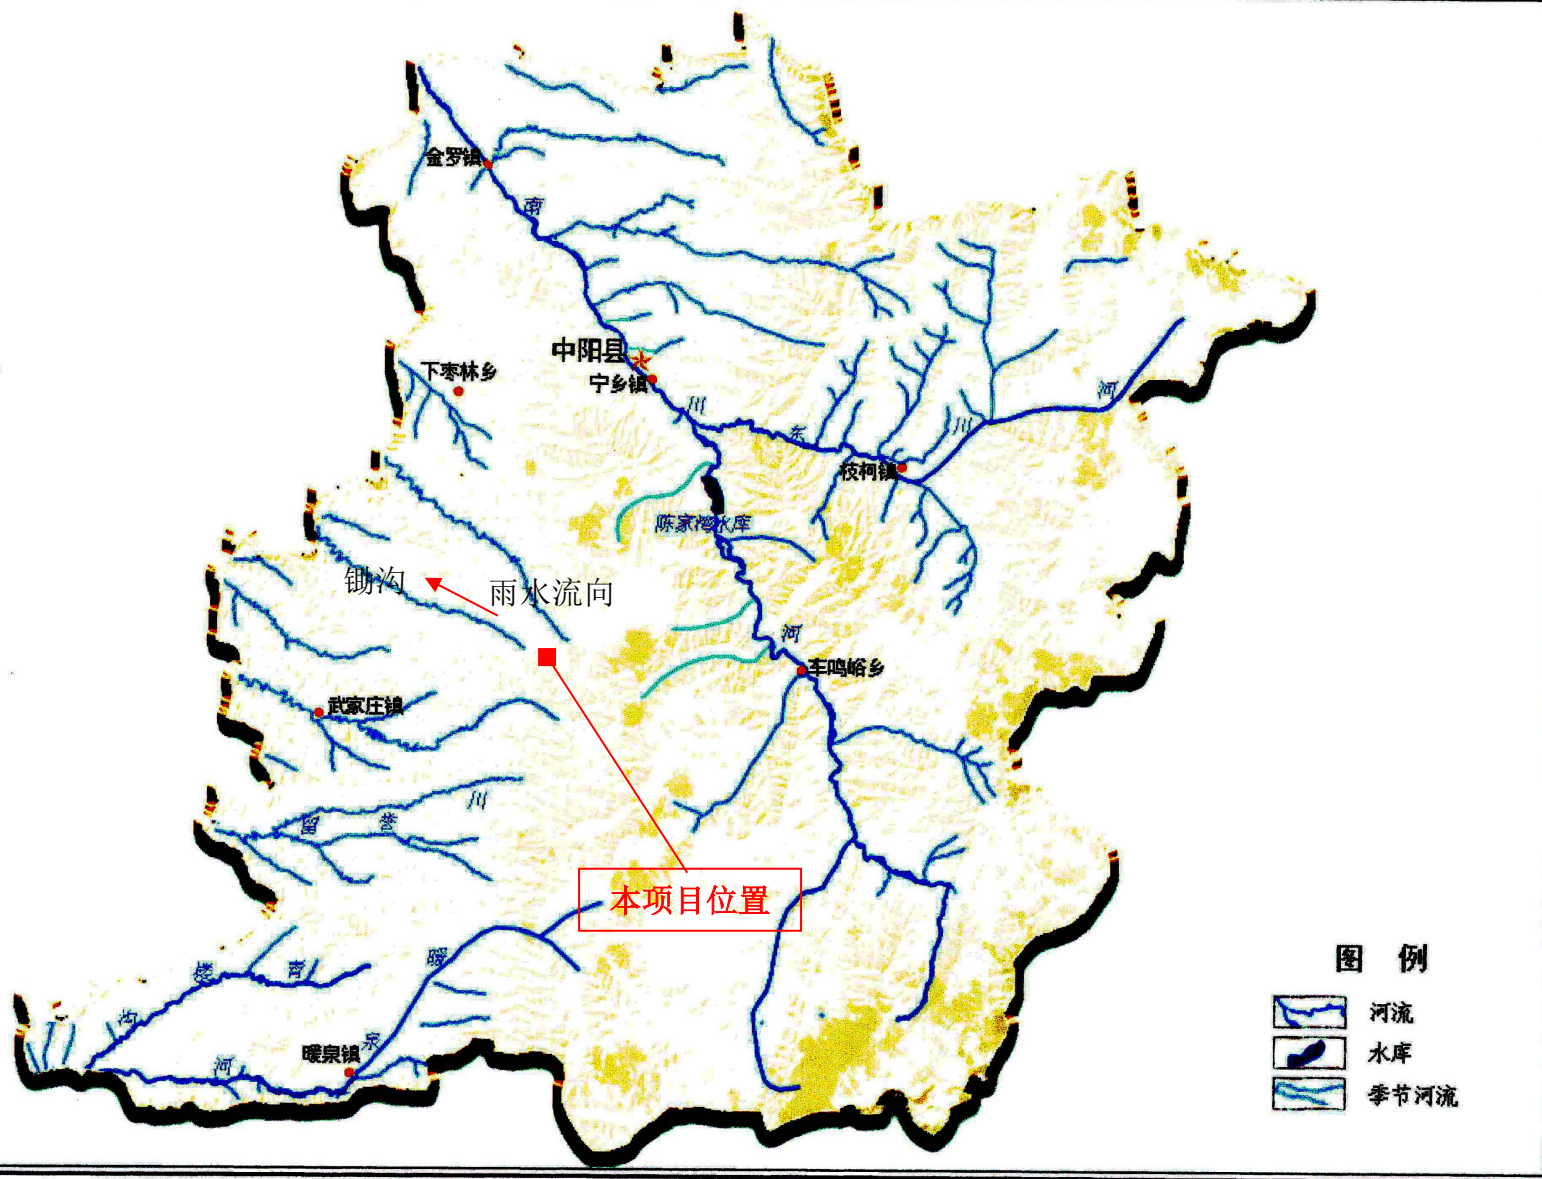 金罗镇
南
中阳县
下枣林乡
宁乡镇
川
东
川
河
枝柯镇
陈家湾水库
锄沟
雨水流向
河
车鸣峪乡
武家庄镇
川
留
誉
本项目位置
暖
楼
青
沟
泉
暖泉镇
河
图 例
河流
水库
季节河流